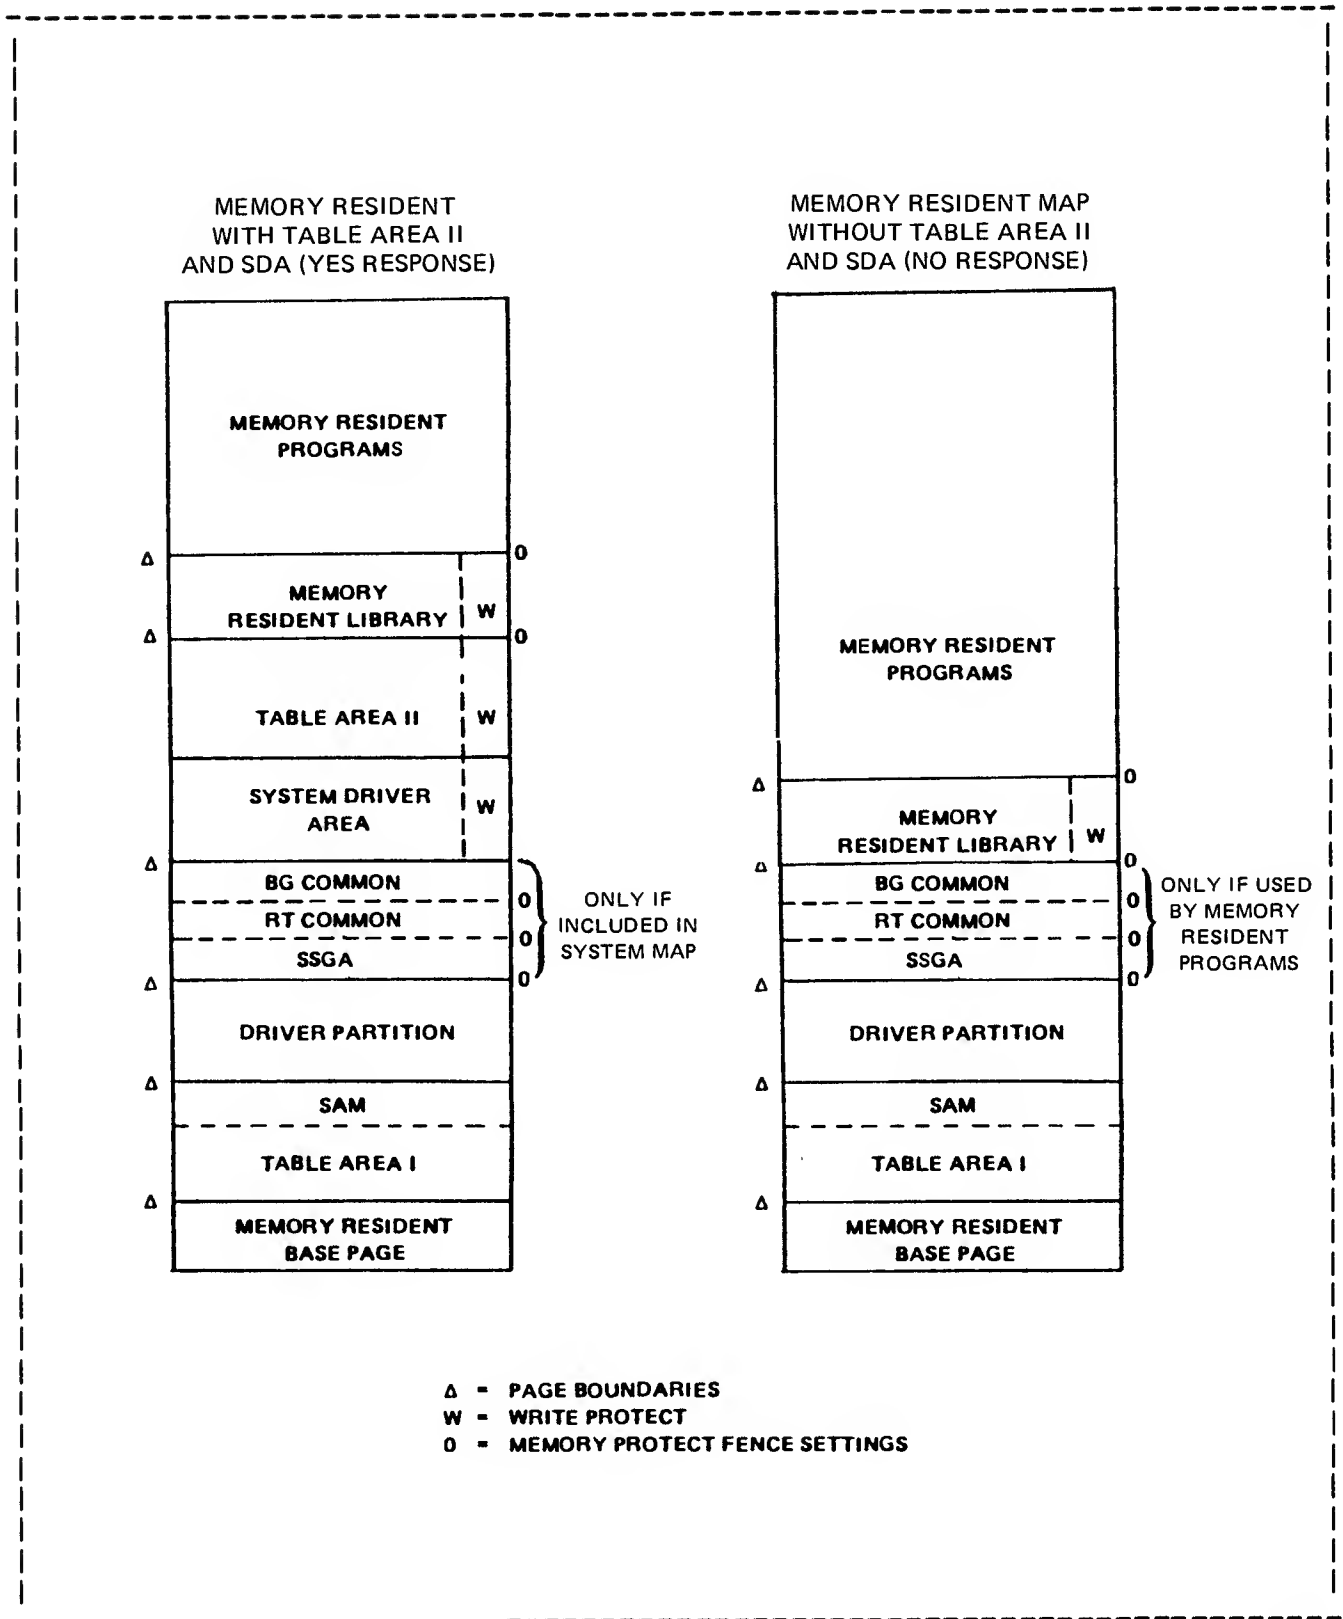 MEMORY RESIDENT
WITH TABLE AREA II
AND SDA (YES RESPONSE)
MEMORY RESIDENT
PROGRAMS
Δ
0
MEMORY
RESIDENT LIBRARY
W
Δ
0
TABLE AREA II
W
SYSTEM DRIVER
AREA
W
Δ
BG COMMON
0
RT COMMON
0
SSGA
Δ
0
ONLY IF
INCLUDED IN
SYSTEM MAP
DRIVER PARTITION
Δ
SAM
TABLE AREA I
Δ
MEMORY RESIDENT
BASE PAGE
MEMORY RESIDENT MAP
WITHOUT TABLE AREA II
AND SDA (NO RESPONSE)
MEMORY RESIDENT
PROGRAMS
Δ
0
MEMORY
RESIDENT LIBRARY
W
Δ
0
BG COMMON
0
RT COMMON
0
SSGA
Δ
0
ONLY IF USED
BY MEMORY
RESIDENT
PROGRAMS
DRIVER PARTITION
Δ
SAM
TABLE AREA I
Δ
MEMORY RESIDENT
BASE PAGE
Δ = PAGE BOUNDARIES
W = WRITE PROTECT
0 = MEMORY PROTECT FENCE SETTINGS